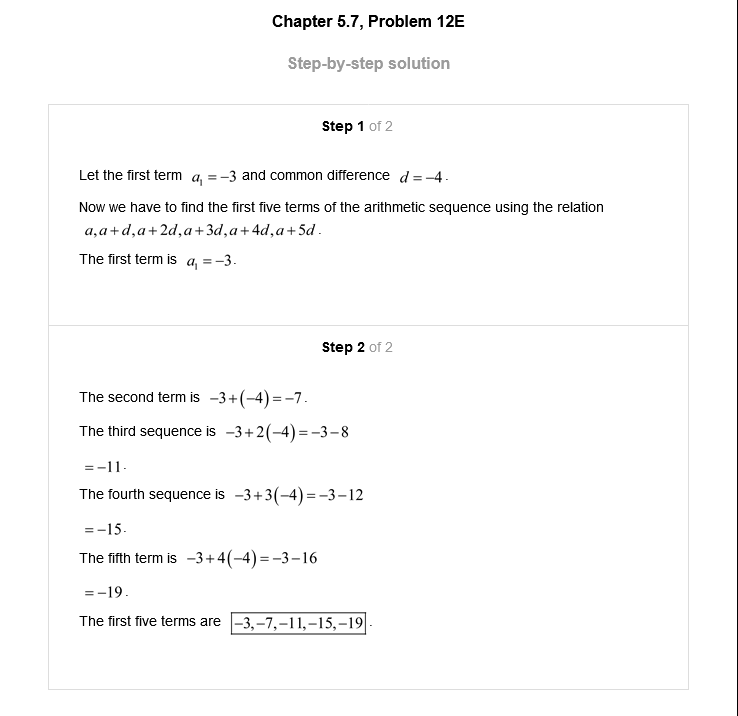 Chapter 5.7, Problem 12E
Step-by-step solution
Step 1 of 2
Let the first term a₁ = −3 and common difference d = −4.
Now we have to find the first five terms of the arithmetic sequence using the relation
a, a+d, a+2d, a+3d, a+4d, a+5d.
The first term is a₁ = −3.
Step 2 of 2
The second term is −3+(−4)=−7.
The third sequence is −3+2(−4)=−3−8
=−11.
The fourth sequence is −3+3(−4)=−3−12
=−15.
The fifth term is −3+4(−4)=−3−16
=−19.
The first five terms are −3,−7,−11,−15,−19.